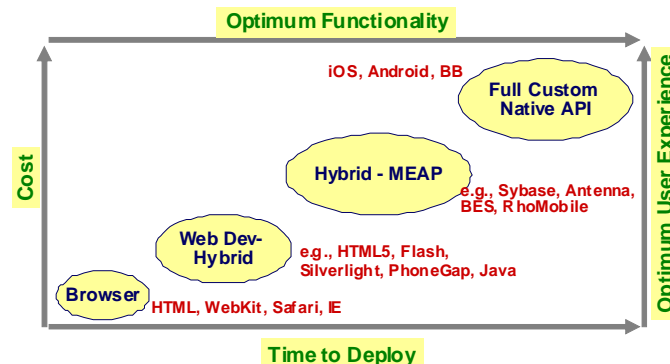 Optimum Functionality
iOS, Android, BB
Full Custom
Native API
Hybrid - MEAP
e.g., Sybase, Antenna,
BES, RhoMobile
Web Dev-
Hybrid
e.g., HTML5, Flash,
Silverlight, PhoneGap, Java
Browser
HTML, WebKit, Safari, IE
Cost
Optimum User Experience
Time to Deploy